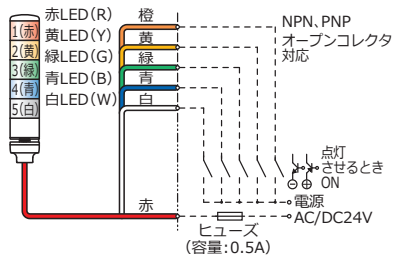 赤LED(R)
黄LED(Y)
緑LED(G)
青LED(B)
白LED(W)
1(赤)
2(黄)
3(緑)
4(青)
5(白)
橙
黄
緑
青
白
赤
NPN、PNP
オープンコレクタ
対応
点灯
させるとき
ON
電源
AC/DC24V
ヒューズ
(容量:0.5A)